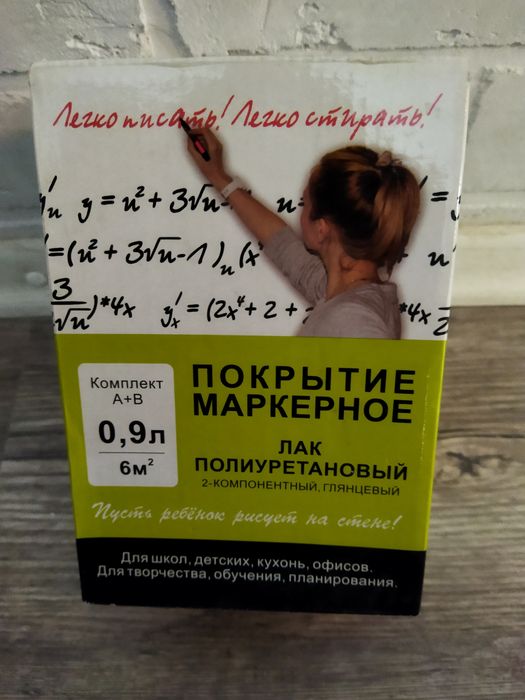 Легко писать! Легко стирать!
y = u² + 3√u
u
=
=(u² + 3√u-1)
u
(x
u
3
√u
)*4x
y'x = (2x⁴ + 2 +
*4x
2
Комплект
А+В
0,9л
6м²
ПОКРЫТИЕ
МАРКЕРНОЕ
ЛАК
ПОЛИУРЕТАНОВЫЙ
2-КОМПОНЕНТНЫЙ, ГЛЯНЦЕВЫЙ
Пусть ребёнок рисует на стене!
Для школ, детских, кухонь, офисов.
Для творчества, обучения, планирования.